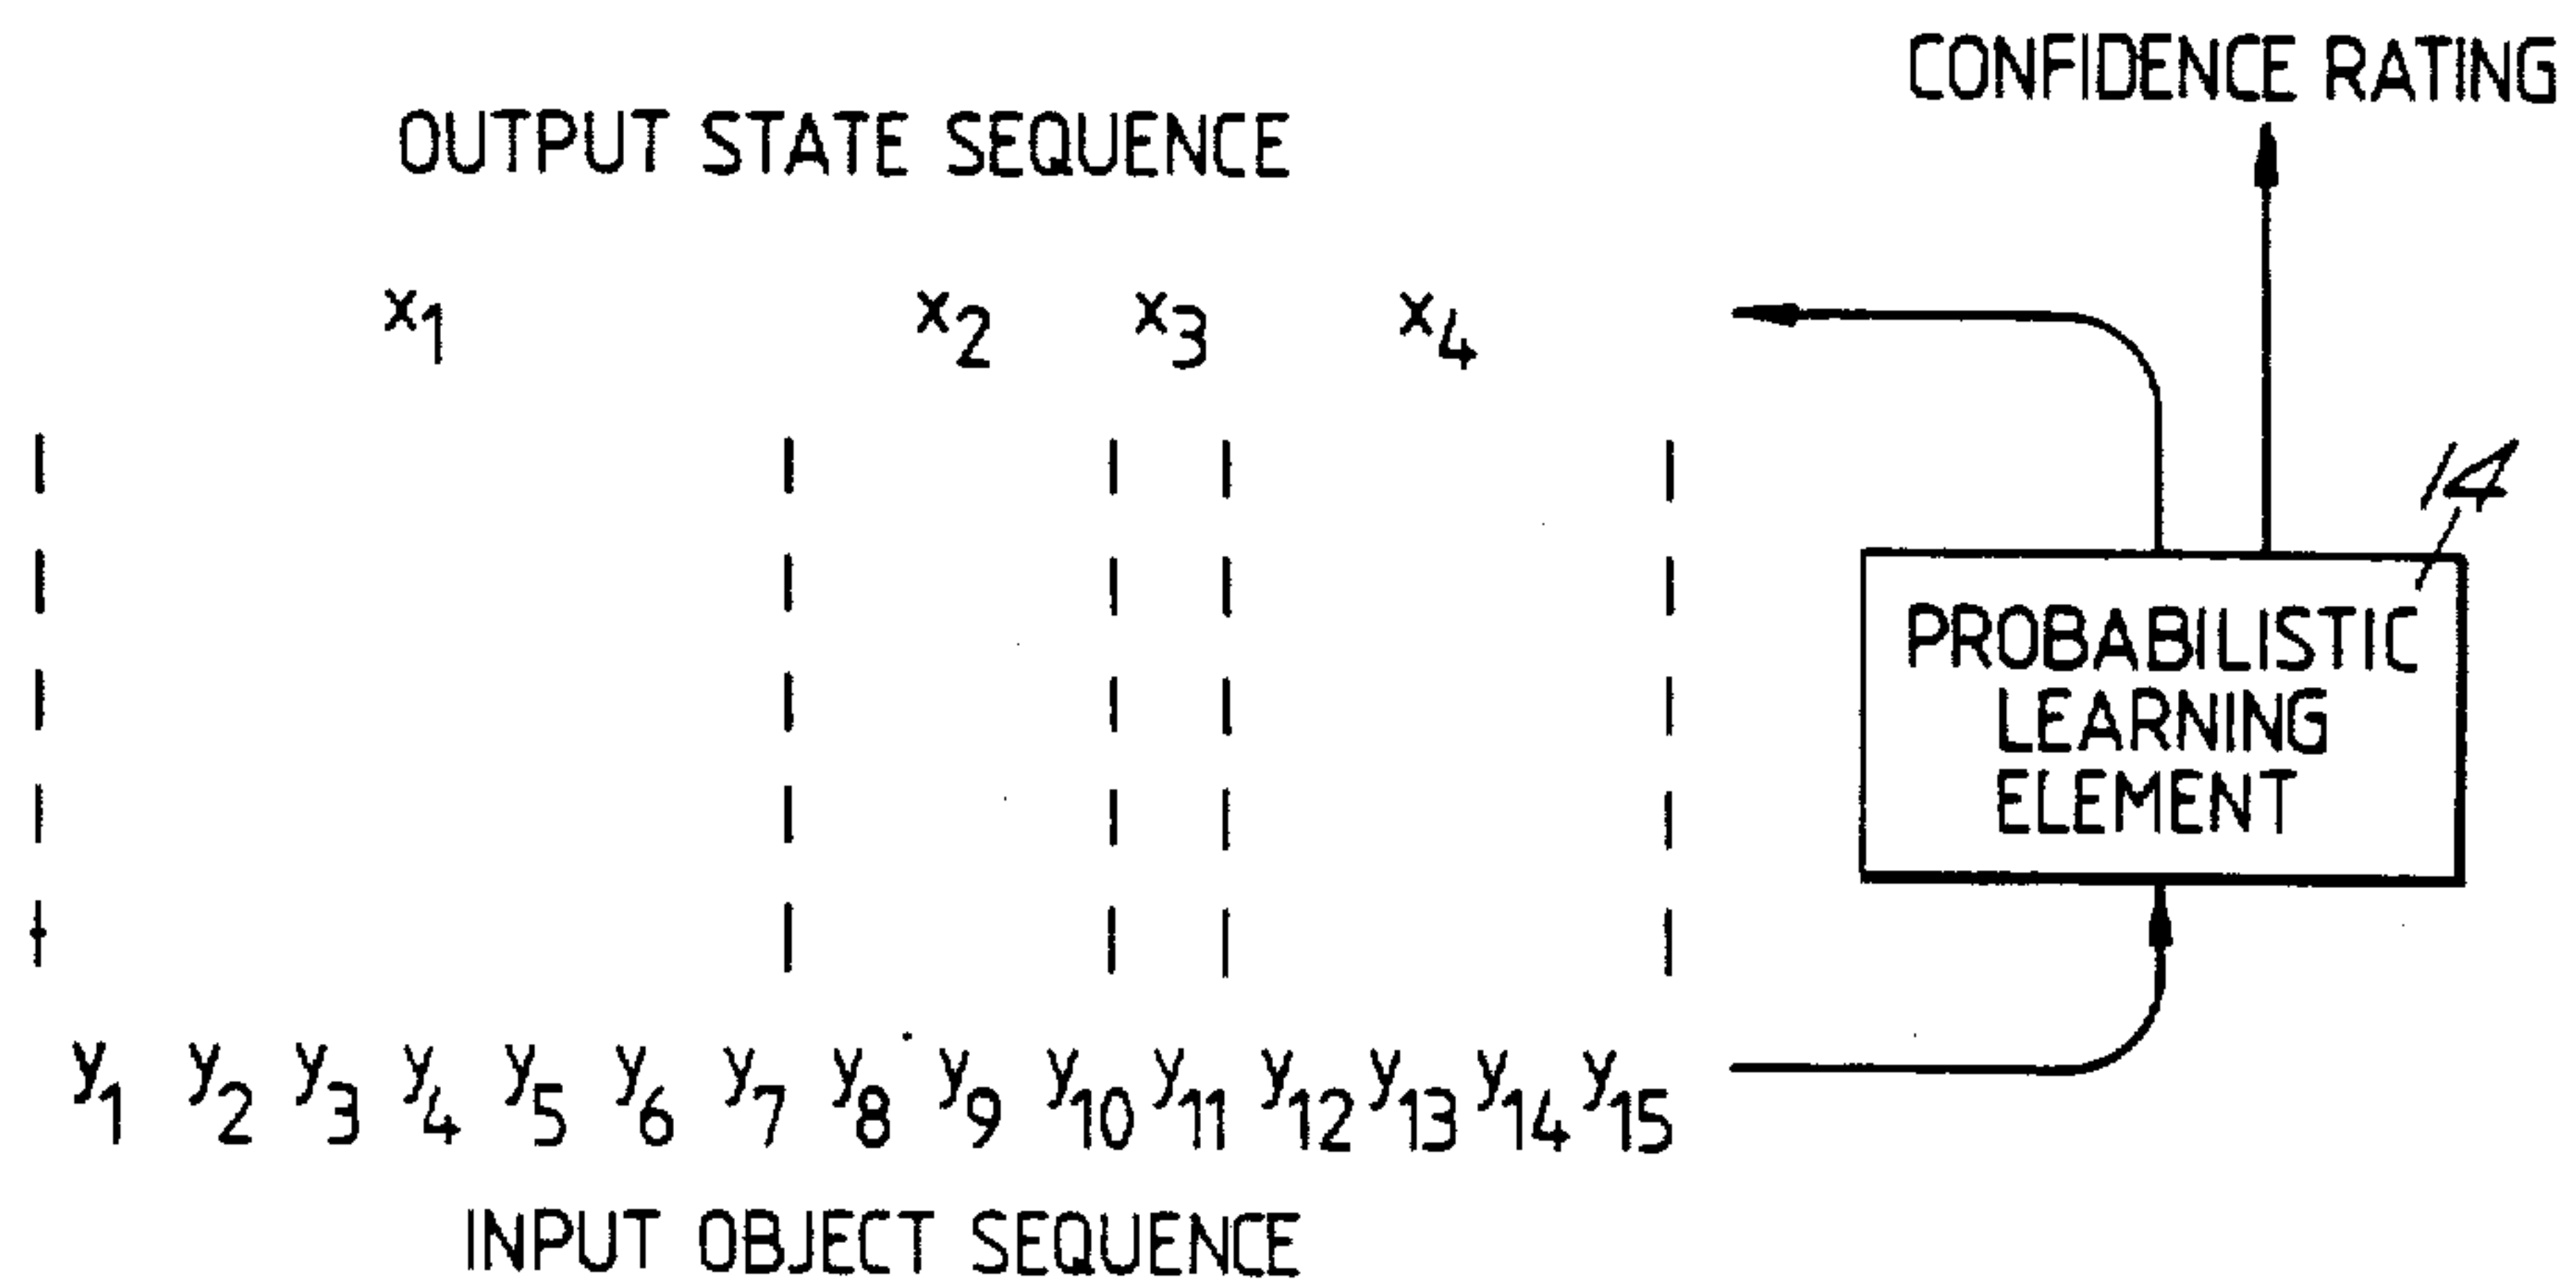 CONFIDENCE RATING
OUTPUT STATE SEQUENCE
x1 x2 x3 x4
14
PROBABILISTIC
LEARNING
ELEMENT
y1 y2 y3 y4 y5 y6 y7 y8 y9 y10 y11 y12 y13 y14 y15
INPUT OBJECT SEQUENCE